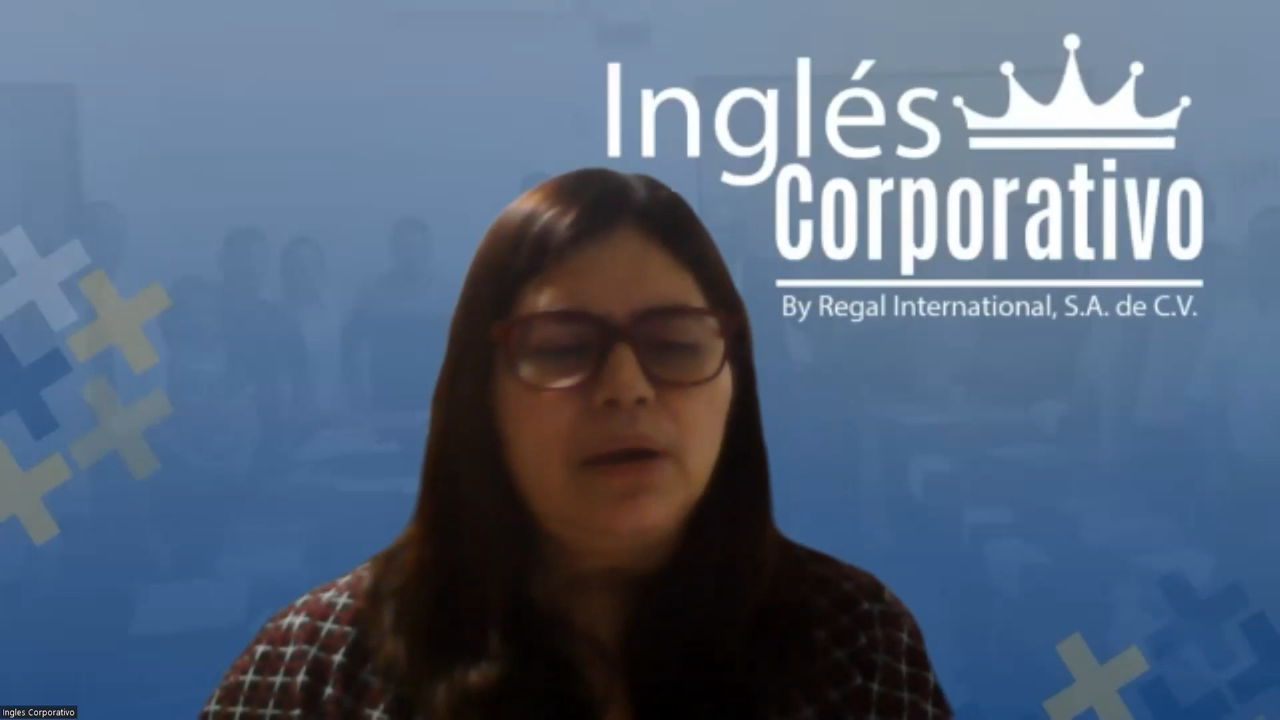 Inglés
Corporativo
By Regal International, S.A. de C.V.
Ingles Corporativo